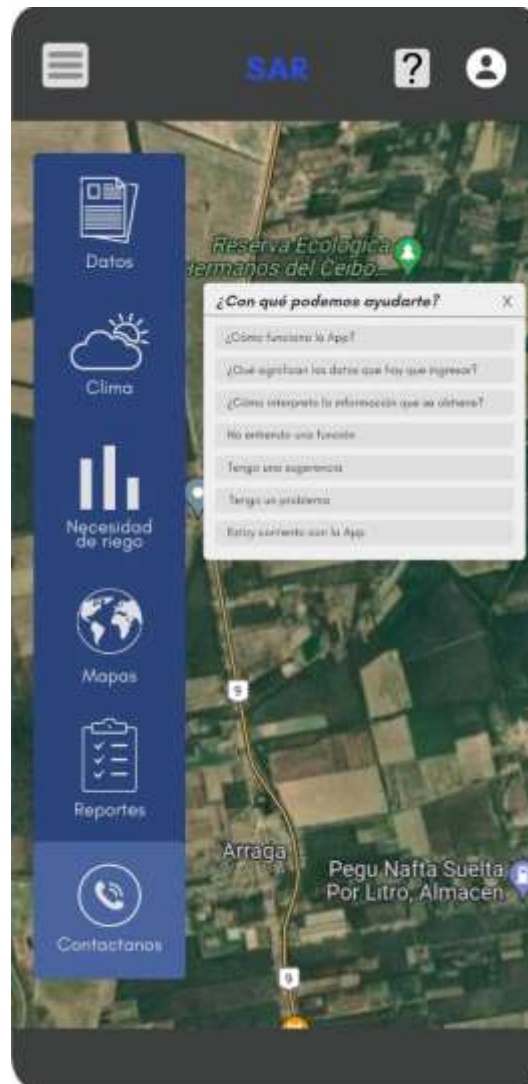 SAR
?
Datos
Clima
Necesidad
de riego
Mapas
Reportes
Contactanos
Reserva Ecológica
Hermanos del Ceibo...
¿Con qué podemos ayudarte?
X
¿Cómo funciona la App?
¿Qué significan los datos que hay que ingresar?
¿Cómo interpreto la información que se obtiene?
No entiendo una función
Tengo una sugerencia
Tengo un problema
Estoy contento con la App
9
Arraga
Pegu Nafta Suelta
Por Litro, Almacén
9